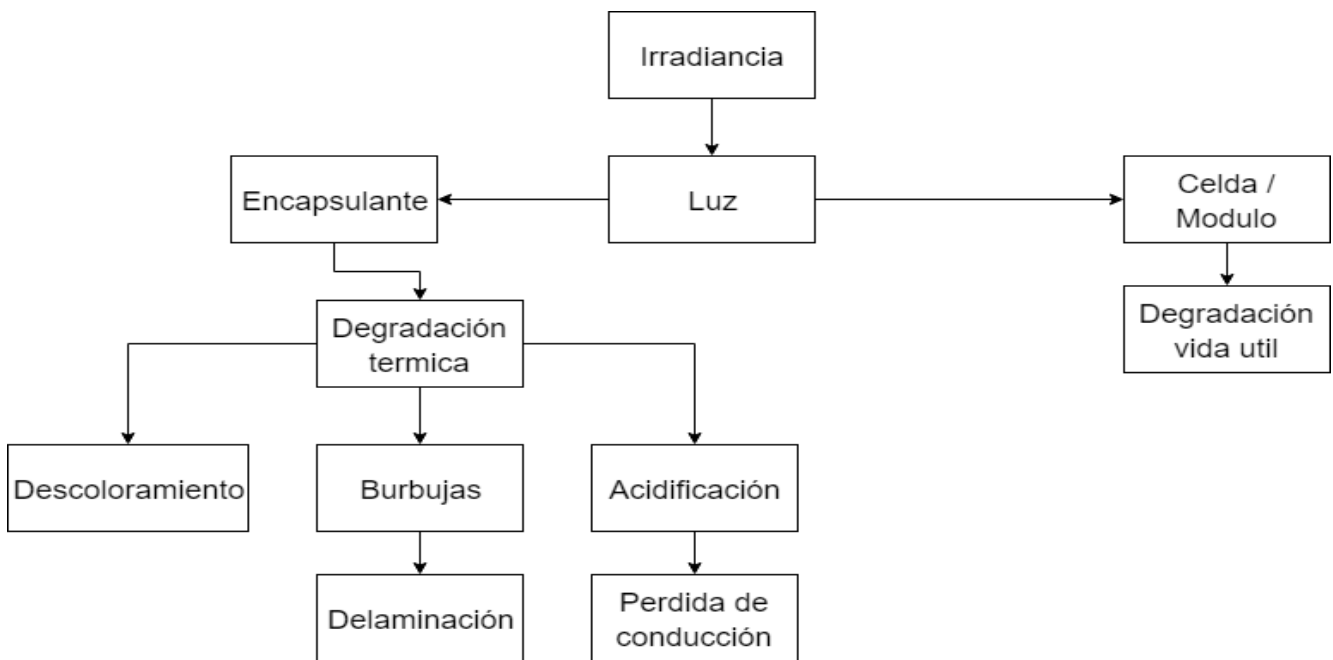 Irradiancia
Encapsulante
Luz
Celda /
Modulo
Degradación
termica
Degradación
vida util
Descoloramiento
Burbujas
Acidificación
Delaminación
Perdida de
conducción